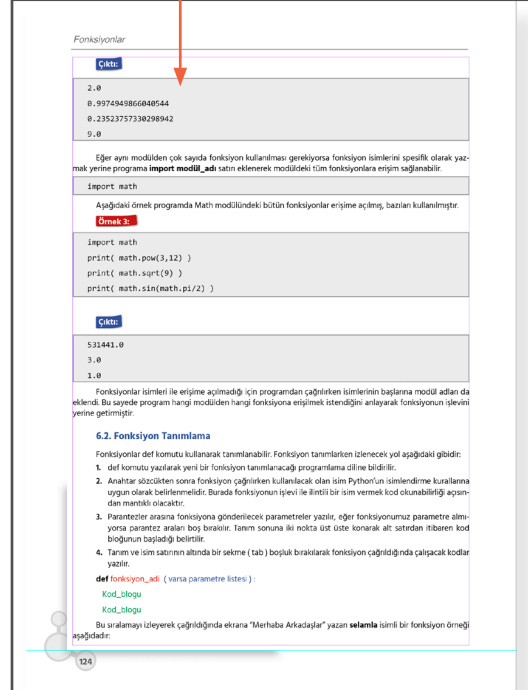 Fonksiyonlar
Çıktı:
2.0
0.9974949866040544
0.23523757330298942
9.0
Eğer aynı modülden çok sayıda fonksiyon kullanılması gerekiyorsa fonksiyon isimlerini spesifik olarak yaz-
mak yerine programa import modül_adı satırı eklenerek modüldeki tüm fonksiyonlara erişim sağlanabilir.
import math
Aşağıdaki örnek programda Math modülündeki bütün fonksiyonlar erişime açılmış, bazıları kullanılmıştır.
Örnek 3:
import math
print( math.pow(3,12) )
print( math.sqrt(9) )
print( math.sin(math.pi/2) )
Çıktı:
531441.0
3.0
1.0
Fonksiyonlar isimleri ile erişime açılmadığı için programdan çağrılırken isimlerinin başlarına modül adları da
eklendi. Bu sayede program hangi modülden hangi fonksiyona erişilmek istendiğini anlayarak fonksiyonun işlevini
yerine getirmiştir.
6.2. Fonksiyon Tanımlama
Fonksiyonlar def komutu kullanarak tanımlanabilir. Fonksiyon tanımlarken izlenecek yol aşağıdaki gibidir:
1. def komutu yazılarak yeni bir fonksiyon tanımlanacağı programlama diline bildirilir.
2. Anahtar sözcükten sonra fonksiyon çağrılırken kullanılacak olan isim Python'un isimlendirme kurallarına
uygun olarak belirlenmelidir. Burada fonksiyonun işlevi ile ilintili bir isim vermek kod okunabilirliği açısın-
dan mantıklı olacaktır.
3. Parantezler arasına fonksiyona gönderilecek parametreler yazılır, eğer fonksiyonumuz parametre almı-
yorsa parantez araları boş bırakılır. Tanım sonuna iki nokta üst üste konarak alt satırdan itibaren kod
bloğunun başladığı belirtilir.
4. Tanım ve isim satırının altında bir sekme ( tab ) boşluk bırakılarak fonksiyon çağrıldığında çalışacak kodlar
yazılır.
def fonksiyon_adi ( varsa parametre listesi ) :
Kod_blogu
Kod_blogu
Bu sıralamayı izleyerek çağrıldığında ekrana "Merhaba Arkadaşlar" yazan selamla isimli bir fonksiyon örneği
aşağıdadır:
124